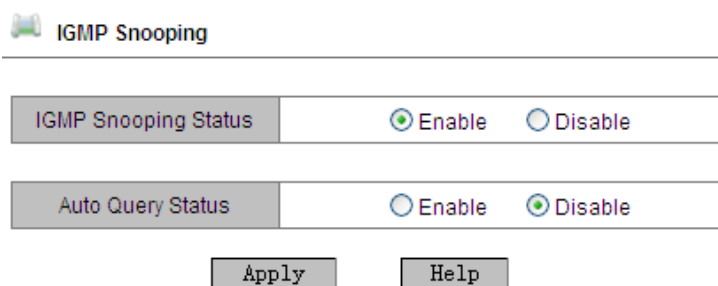 IGMP Snooping
IGMP Snooping Status Enable Disable
Auto Query Status Enable Disable
Apply Help